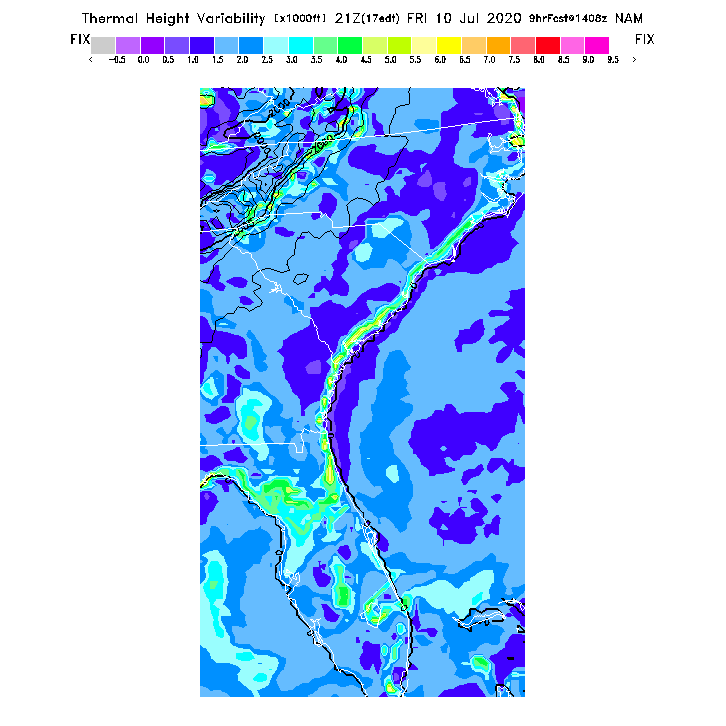 Thermal Height Variability [x1000ft] 21Z(17edt) FRI 10 Jul 2020 9hrFcst@1408z NAM
FIX FIX
< -0.5 0.0 0.5 1.0 1.5 2.0 2.5 3.0 3.5 4.0 4.5 5.0 5.5 6.0 6.5 7.0 7.5 8.0 8.5 9.0 9.5 >
2000
2000